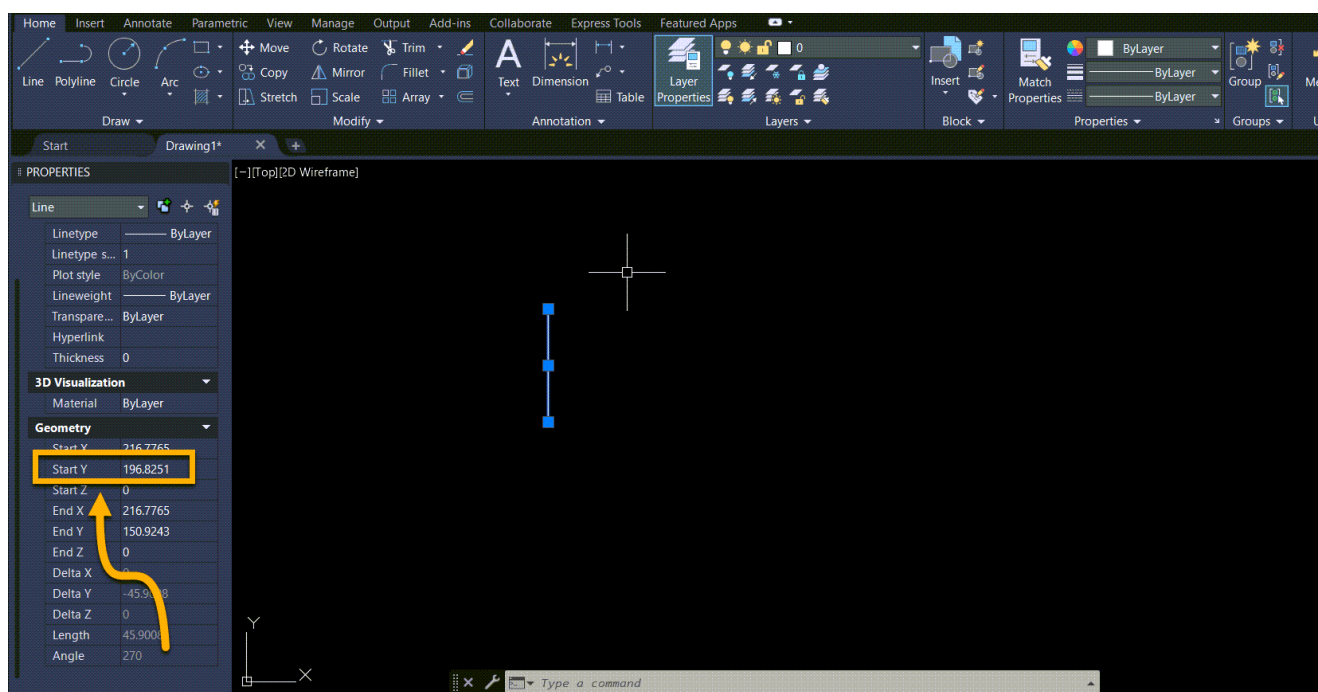 Home Insert Annotate Parametric View Manage Output Add-ins Collaborate Express Tools Featured Apps
Move Rotate Trim
Copy Mirror Fillet
Stretch Scale Array
Line Polyline Circle Arc
Text Dimension
Table
Layer
Properties
0
Insert
Match
Properties
ByLayer
ByLayer
ByLayer
Group
Draw Modify Annotation Layers Block Properties Groups
Start Drawing1*
PROPERTIES
[−][Top][2D Wireframe]
Line
Linetype ByLayer
Linetype s... 1
Plot style ByColor
Lineweight ByLayer
Transpare... ByLayer
Hyperlink
Thickness 0
3D Visualization
Material ByLayer
Geometry
Start X 216.7765
Start Y 196.8251
Start Z 0
End X 216.7765
End Y 150.9243
End Z 0
Delta X
Delta Y
Delta Z 0
Length
Angle 270
Y
X
Type a command